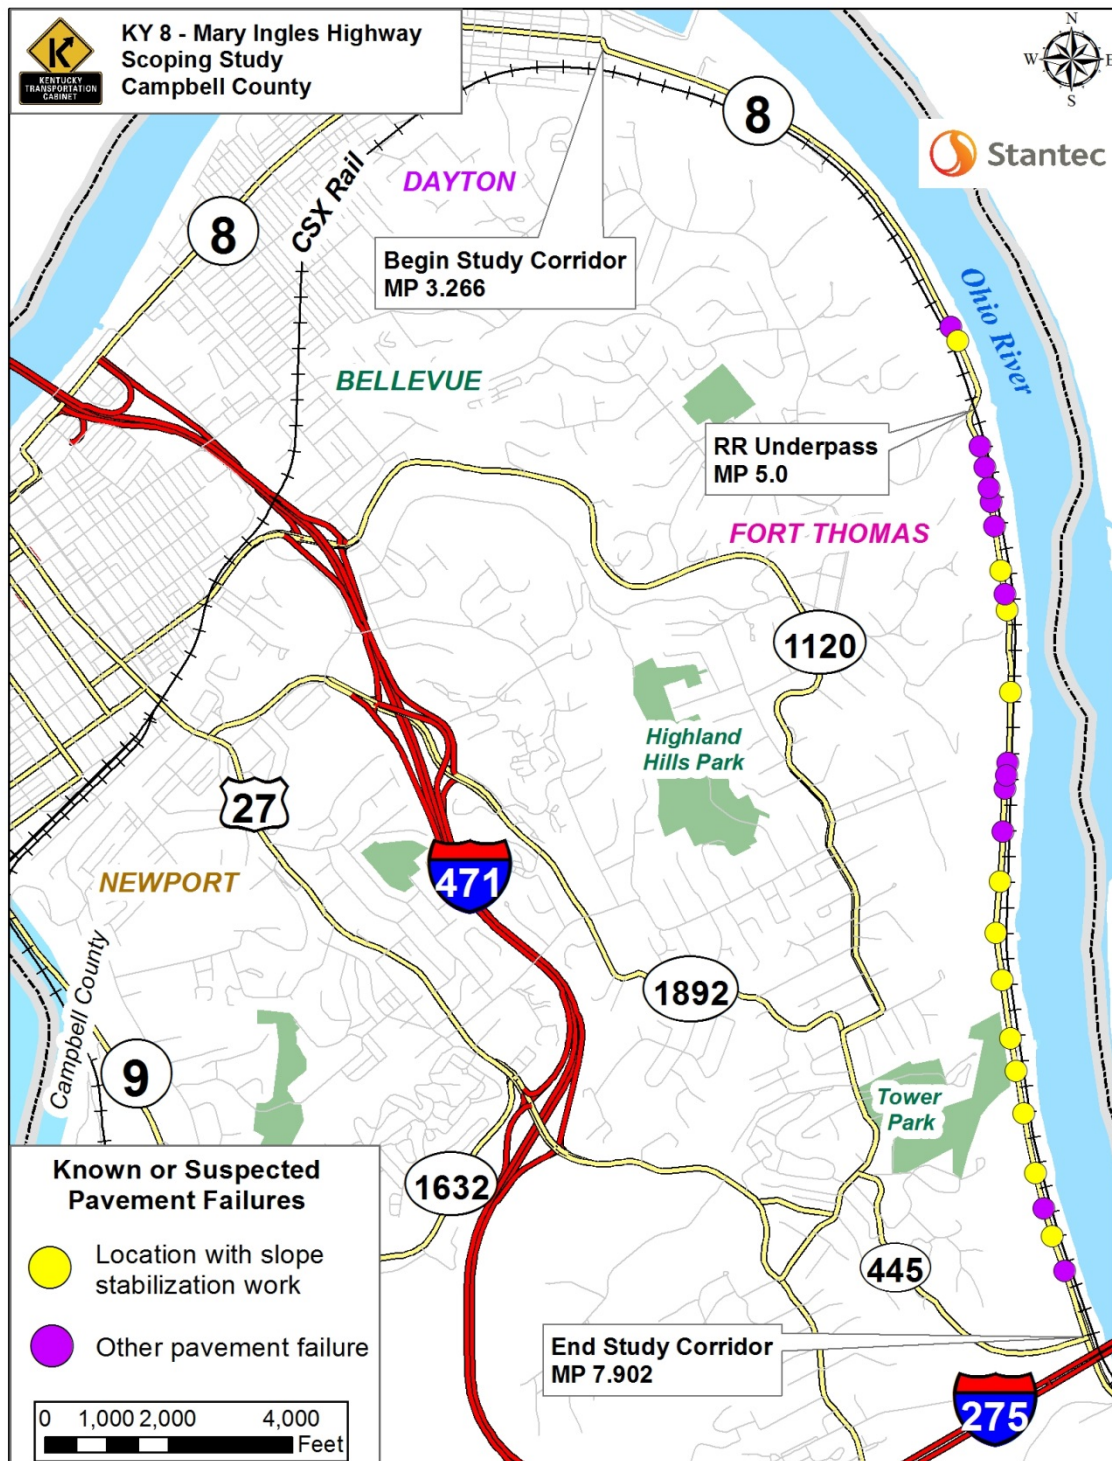 KY 8 - Mary Ingles Highway
Scoping Study
Campbell County
KENTUCKY
TRANSPORTATION
CABINET
N
W
E
S
Stantec
8
8
CSX Rail
DAYTON
Begin Study Corridor
MP 3.266
Ohio River
BELLEVUE
RR Underpass
MP 5.0
FORT THOMAS
1120
Highland
Hills Park
27
471
NEWPORT
1892
Campbell County
9
Tower
Park
1632
445
End Study Corridor
MP 7.902
275
Known or Suspected
Pavement Failures
Location with slope
stabilization work
Other pavement failure
0 1,000 2,000 4,000
Feet